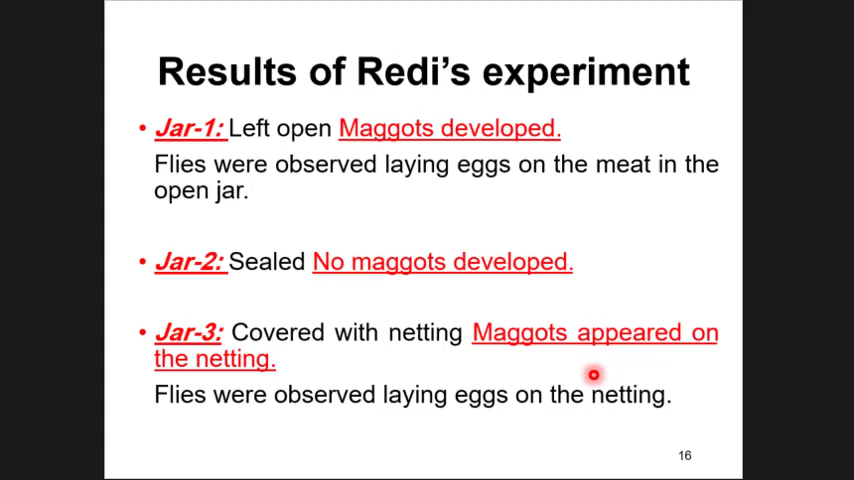 Results of Redi’s experiment
• Jar-1: Left open Maggots developed.
Flies were observed laying eggs on the meat in the
open jar.
• Jar-2: Sealed No maggots developed.
• Jar-3: Covered with netting Maggots appeared on
the netting.
Flies were observed laying eggs on the netting.
16